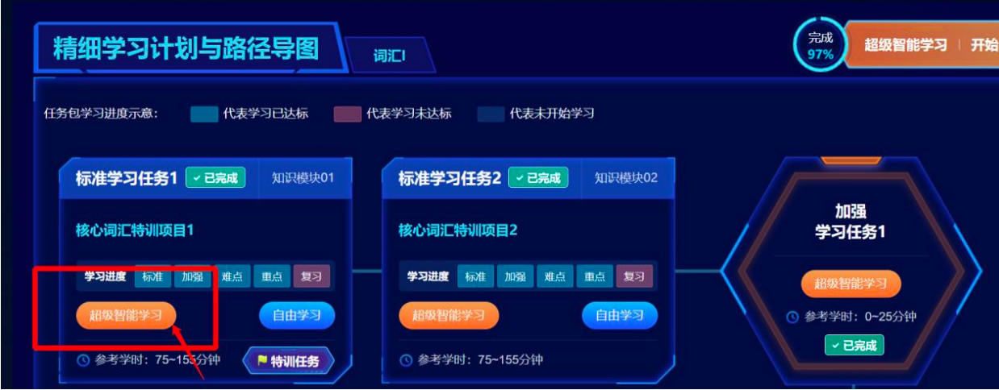 精细学习计划与路径导图
词汇I
完成
97%
超级智能学习 | 开始
任务包学习进度示意：
代表学习已达标
代表学习未达标
代表未开始学习
标准学习任务1
已完成
知识模块01
核心词汇特训项目1
学习进度 标准 加强 难点 重点 复习
超级智能学习
自由学习
参考学时：75~155分钟
特训任务
标准学习任务2
已完成
知识模块02
核心词汇特训项目2
学习进度 标准 加强 难点 重点 复习
超级智能学习
自由学习
参考学时：75~155分钟
加强
学习任务1
超级智能学习
参考学时：0~25分钟
已完成